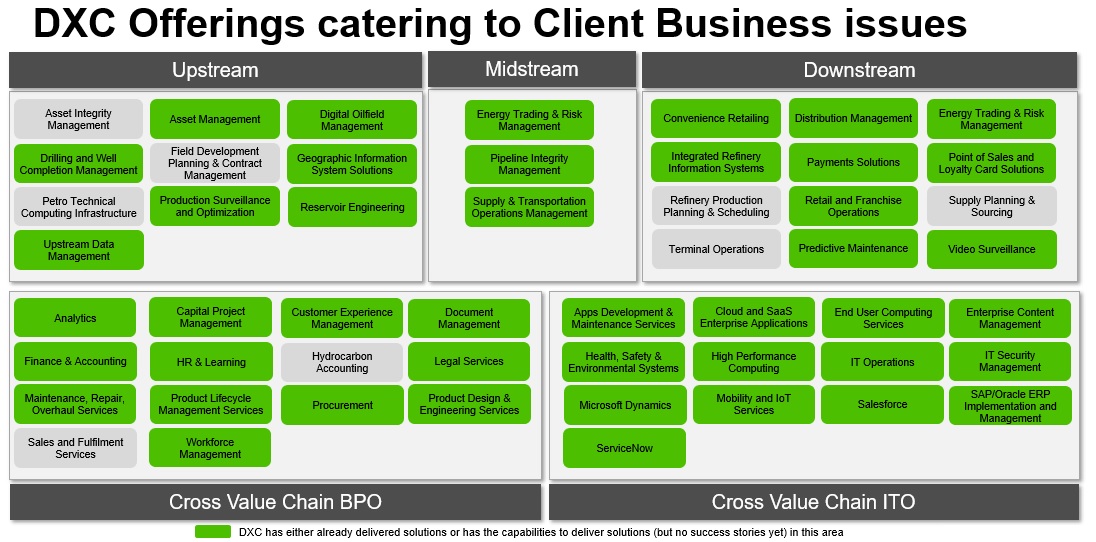 DXC Offerings catering to Client Business issues
Upstream
Asset Integrity
Management
Asset Management
Digital Oilfield
Management
Drilling and Well
Completion Management
Field Development
Planning & Contract
Management
Geographic Information
System Solutions
Petro Technical
Computing Infrastructure
Production Surveillance
and Optimization
Reservoir Engineering
Upstream Data
Management
Midstream
Energy Trading & Risk
Management
Pipeline Integrity
Management
Supply & Transportation
Operations Management
Downstream
Convenience Retailing
Distribution Management
Energy Trading & Risk
Management
Integrated Refinery
Information Systems
Payments Solutions
Point of Sales and
Loyalty Card Solutions
Refinery Production
Planning & Scheduling
Retail and Franchise
Operations
Supply Planning &
Sourcing
Terminal Operations
Predictive Maintenance
Video Surveillance
Analytics
Capital Project
Management
Customer Experience
Management
Document
Management
Finance & Accounting
HR & Learning
Hydrocarbon
Accounting
Legal Services
Maintenance, Repair,
Overhaul Services
Product Lifecycle
Management Services
Procurement
Product Design &
Engineering Services
Sales and Fulfilment
Services
Workforce
Management
Cross Value Chain BPO
Apps Development &
Maintenance Services
Cloud and SaaS
Enterprise Applications
End User Computing
Services
Enterprise Content
Management
Health, Safety &
Environmental Systems
High Performance
Computing
IT Operations
IT Security
Management
Microsoft Dynamics
Mobility and IoT
Services
Salesforce
SAP/Oracle ERP
Implementation and
Management
ServiceNow
Cross Value Chain ITO
DXC has either already delivered solutions or has the capabilities to deliver solutions (but no success stories yet) in this area